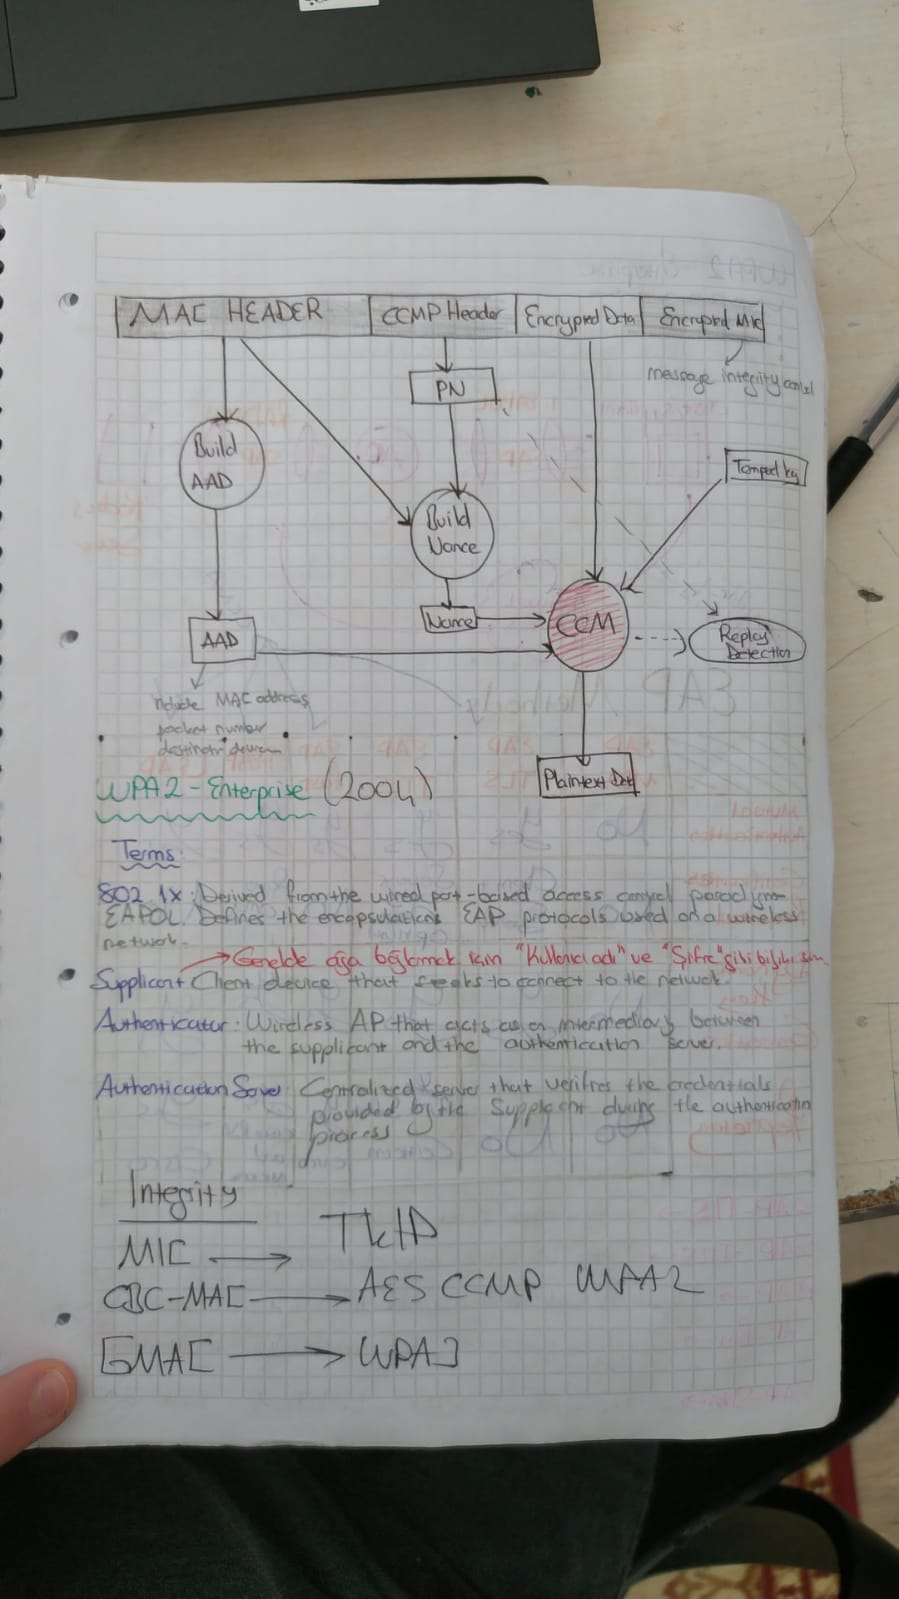 MAC HEADER CCMP Header Encrypted Data Encrypted MIC
message integrity control
PN
Build
AAD
Temporal key
Build
Nonce
Nonce
CCM
AAD
Replay
Detection
include MAC address
packet number
destination device
Plaintext Data
WPA2-Enterprise (2004)
Terms:
802.1x: Derived from the wired port-based access control paradigm
EAPOL: Defines the encapsulation of EAP protocols used on a wireless
network.
→ Genelde ağa bağlanmak için "Kullanıcı adı" ve "Şifre" gibi bilgiler
Supplicant Client device that seeks to connect to the network.
Authenticator: Wireless AP that acts as an intermediary between
the supplicant and the authentication server.
Authentication Server Centralized server that verifies the credentials
provided by the Supplicant during the authentication
process
Integrity
MIC → TKIP
CBC-MAC → AES CCMP WPA2
GMAC → WPA3